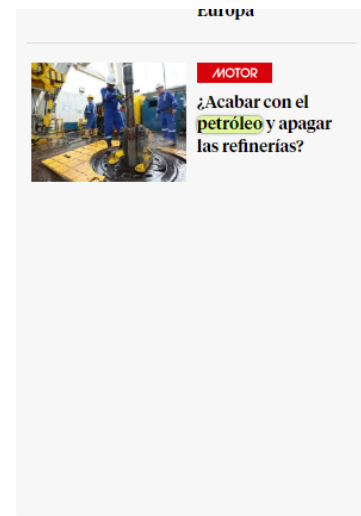 Europa
MOTOR
¿Acabar con el
petróleo y apagar
las refinerías?